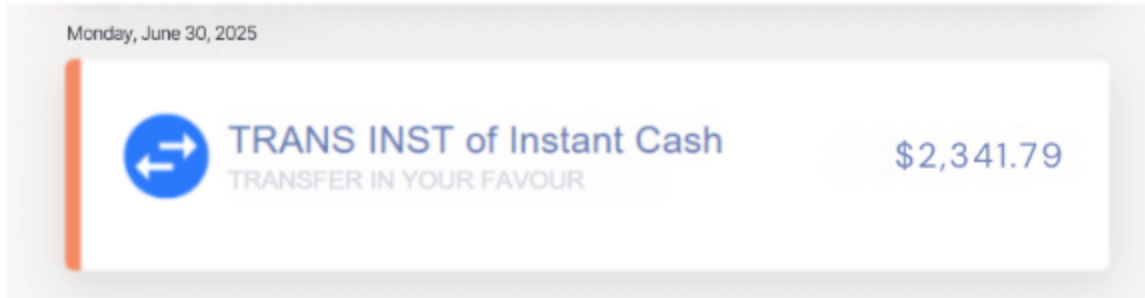 Monday, June 30, 2025
TRANS INST of Instant Cash
TRANSFER IN YOUR FAVOUR
$2,341.79